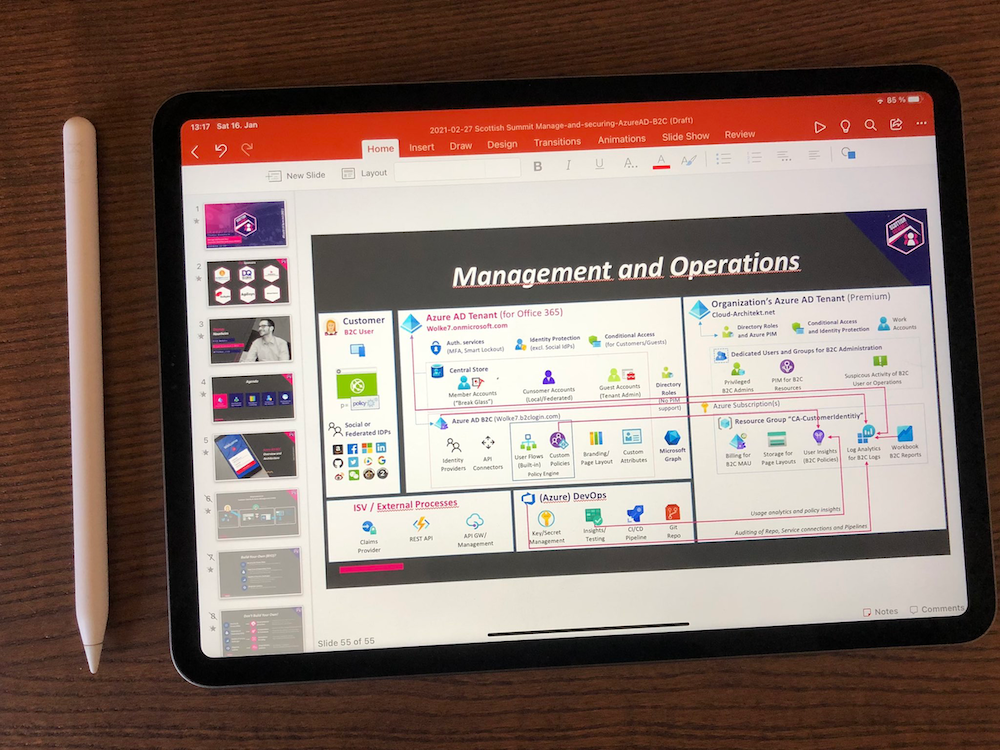 13:17 Sat 16. Jan
85 %
2021-02-27 Scottish Summit Manage-and-securing-AzureAD-B2C (Draft)
Home Insert Draw Design Transitions Animations Slide Show Review
New Slide Layout
B I U A... A
1
2
3
4
Agenda
5
6
7
8
Management and Operations
Customer
B2C User
policy
Social or
Federated IDPs
Azure AD Tenant (for Office 365)
Wolke7.onmicrosoft.com
Auth. services
(MFA, Smart Lockout)
Identity Protection
(excl. Social IDPs)
Conditional Access
(for Customers/Guests)
Central Store
Member Accounts
("Break Glass")
Cunsumer Accounts
(Local/Federated)
Guest Accounts
(Tenant Admin)
Directory
Roles
(No PIM
support)
Azure AD B2C (Wolke7.b2clogin.com)
Identity
Providers
API
Connectors
User Flows
(Built-in)
Custom
Policies
Policy Engine
Branding/
Page Layout
Custom
Attributes
Microsoft
Graph
Organization's Azure AD Tenant (Premium)
Cloud-Architekt.net
Directory Roles
and Azure PIM
Conditional Access
and Identity Protection
Work
Accounts
Dedicated Users and Groups for B2C Administration
Privileged
B2C Admins
PIM for B2C
Resources
Suspicious Activity of B2C
User or Operations
Azure Subscription(s)
Resource Group "CA-CustomerIdentity"
Billing for
B2C MAU
Storage for
Page Layouts
User Insights
(B2C Policies)
Log Analytics
for B2C Logs
Workbook
B2C Reports
ISV / External Processes
Claims
Provider
REST API
API GW/
Management
(Azure) DevOps
Key/Secret
Management
Insights/
Testing
CI/CD
Pipeline
Git
Repo
Usage analytics and policy insights
Auditing of Repo, Service connections and Pipelines
Slide 55 of 55
Notes Comments